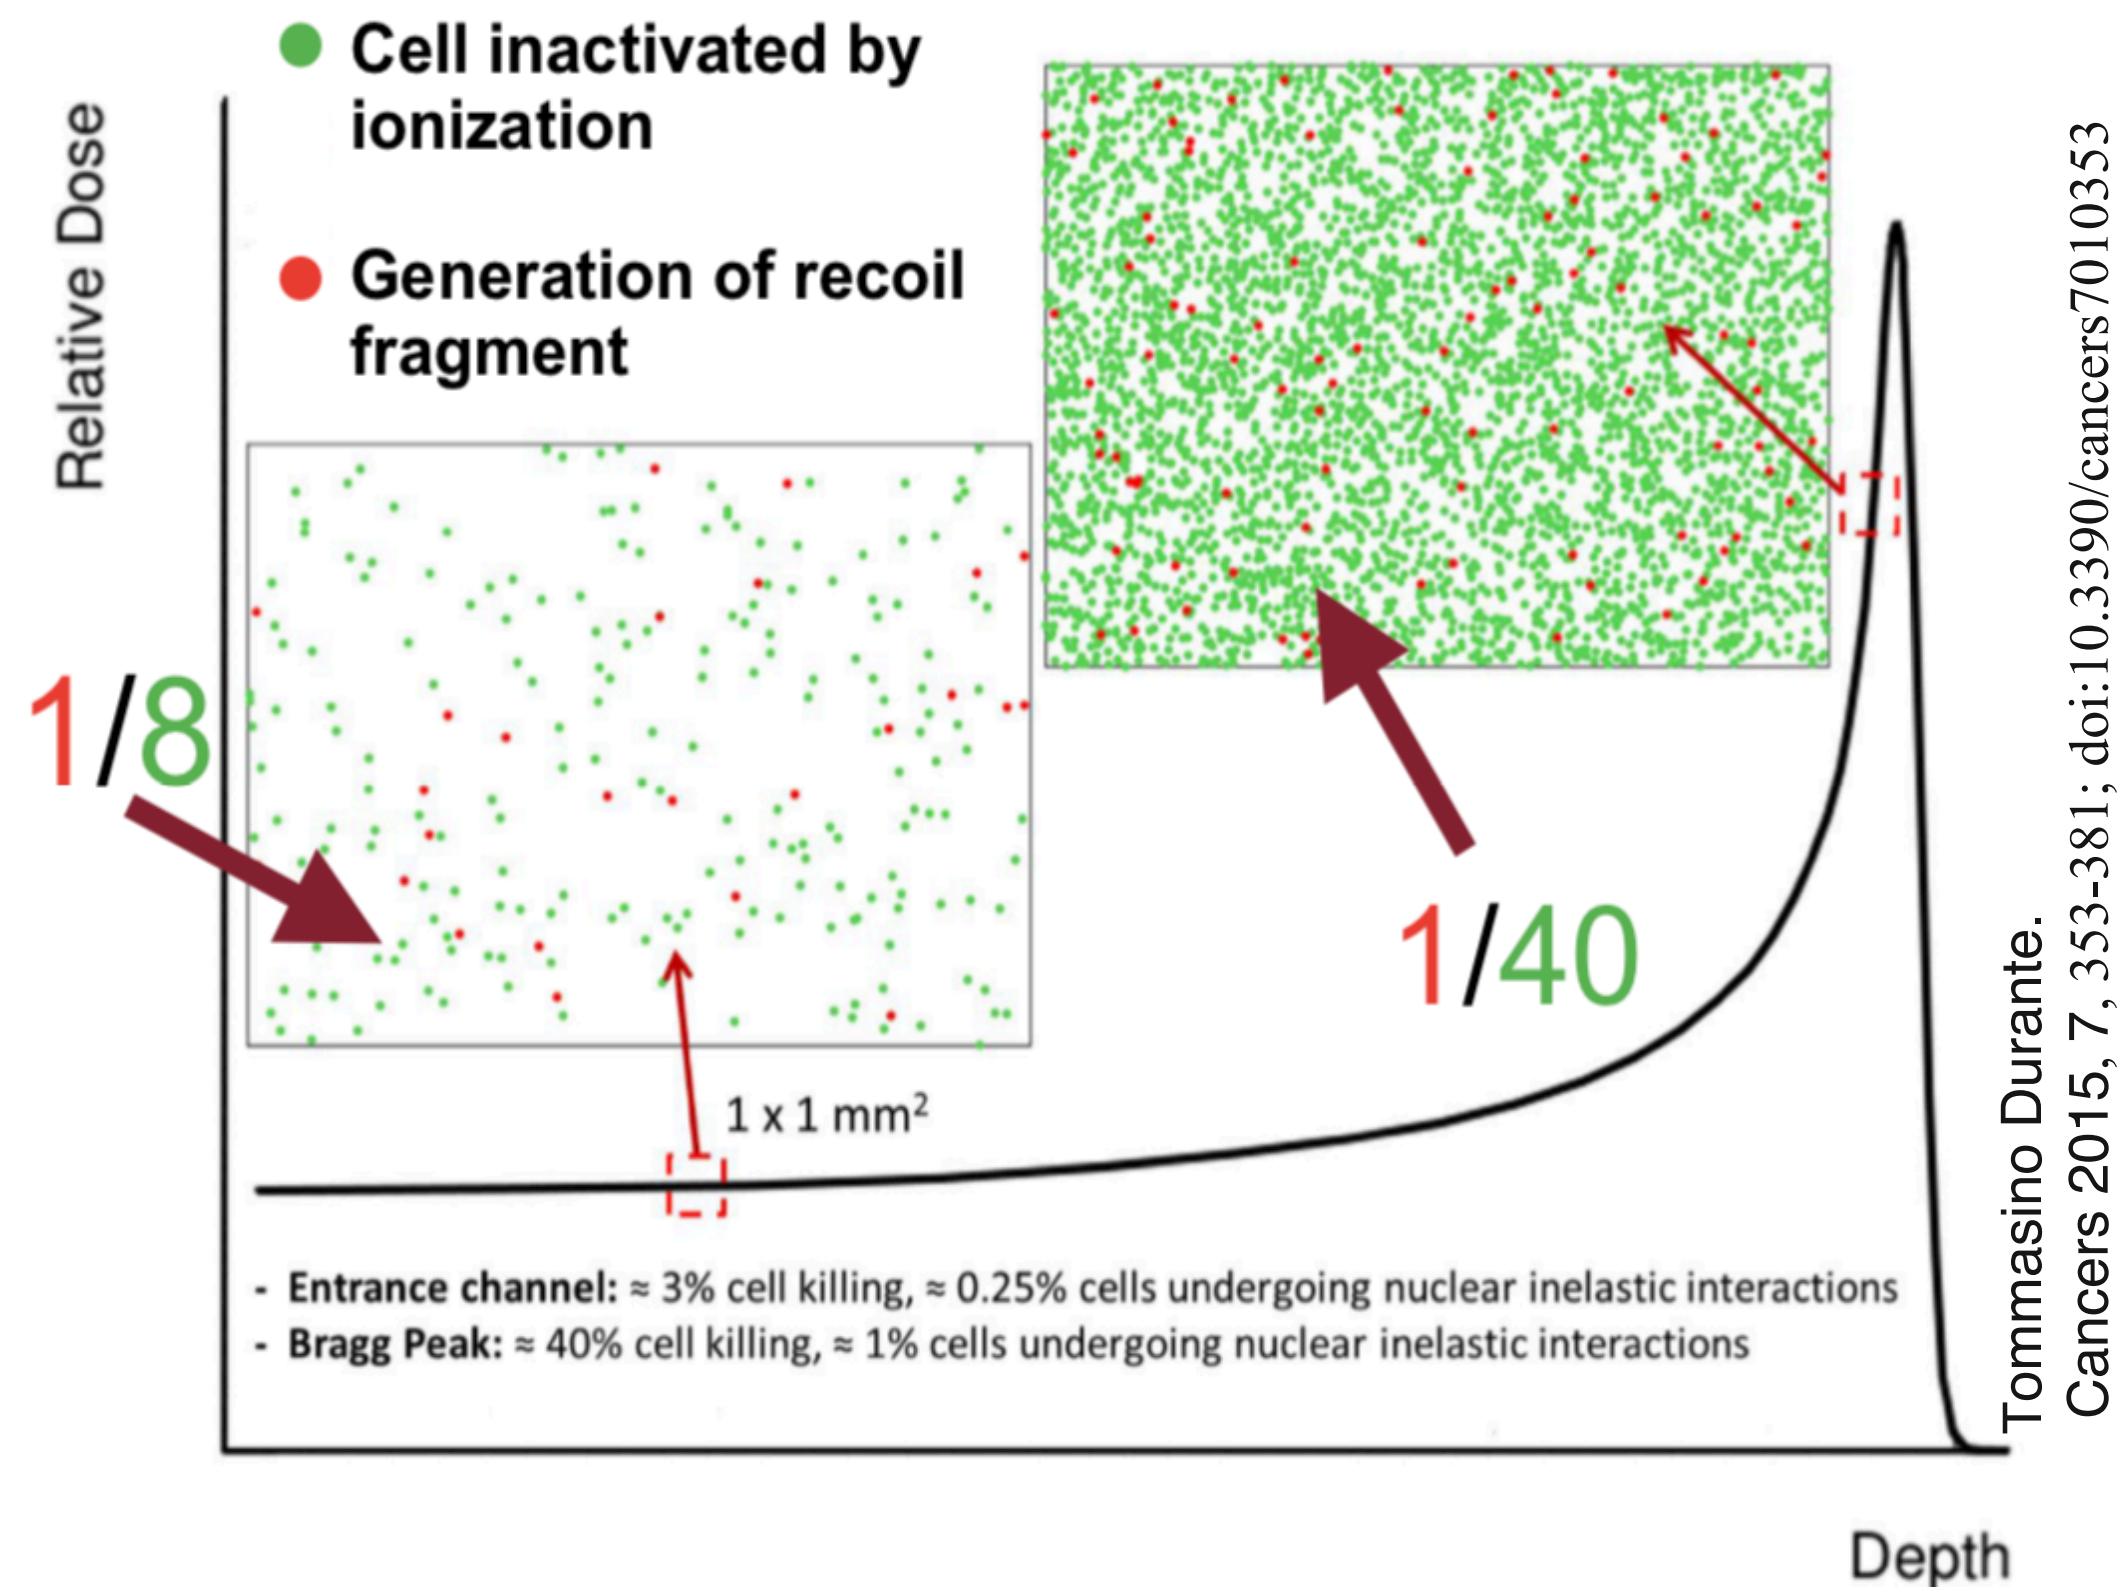 Cell inactivated by
ionization
Generation of recoil
fragment
Relative Dose
1/8
1/40
1 x 1 mm²
- Entrance channel: ≈ 3% cell killing, ≈ 0.25% cells undergoing nuclear inelastic interactions
- Bragg Peak: ≈ 40% cell killing, ≈ 1% cells undergoing nuclear inelastic interactions
Depth
Tommasino Durante.
Cancers 2015, 7, 353-381; doi:10.3390/cancers7010353